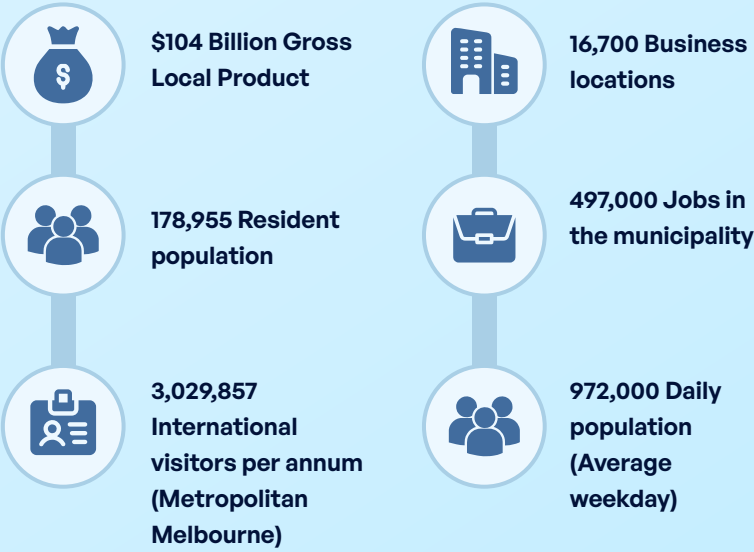 $104 Billion Gross
Local Product
178,955 Resident
population
3,029,857
International
visitors per annum
(Metropolitan
Melbourne)
16,700 Business
locations
497,000 Jobs in
the municipality
972,000 Daily
population
(Average
weekday)